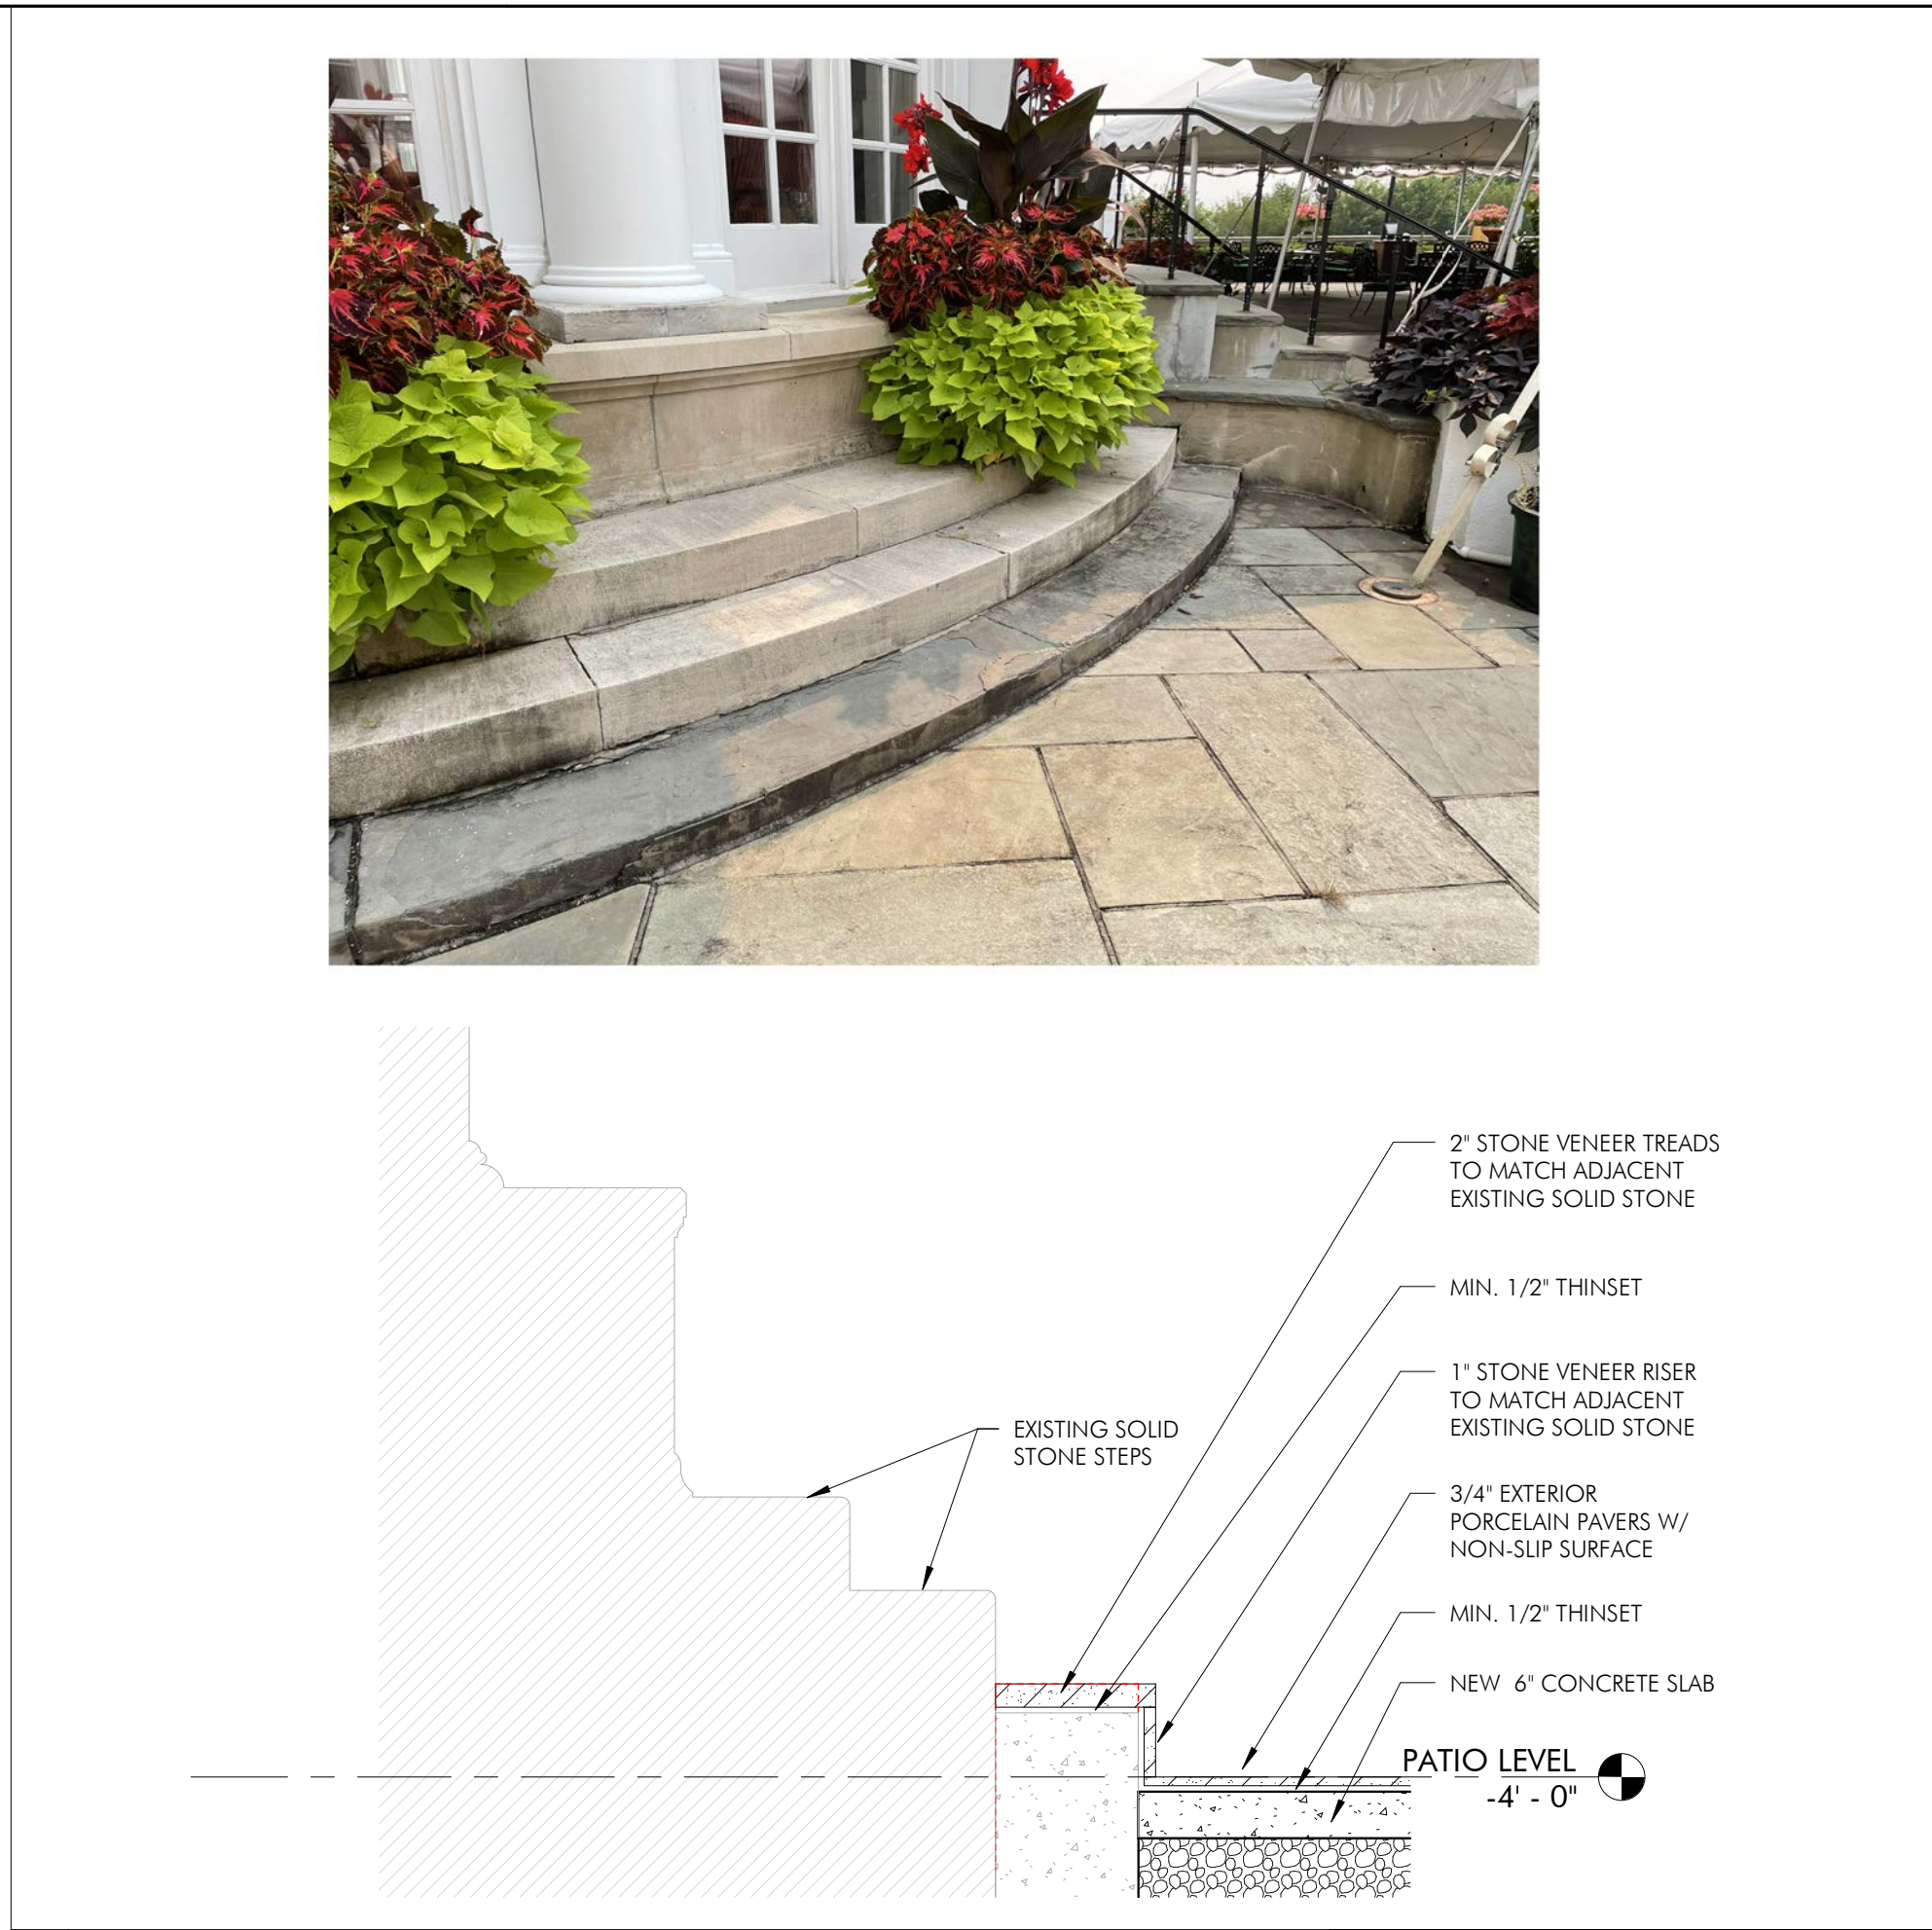 2" STONE VENEER TREADS
TO MATCH ADJACENT
EXISTING SOLID STONE
MIN. 1/2" THINSET
1" STONE VENEER RISER
TO MATCH ADJACENT
EXISTING SOLID STONE
EXISTING SOLID
STONE STEPS
3/4" EXTERIOR
PORCELAIN PAVERS W/
NON-SLIP SURFACE
MIN. 1/2" THINSET
NEW 6" CONCRETE SLAB
PATIO LEVEL
-4' - 0"